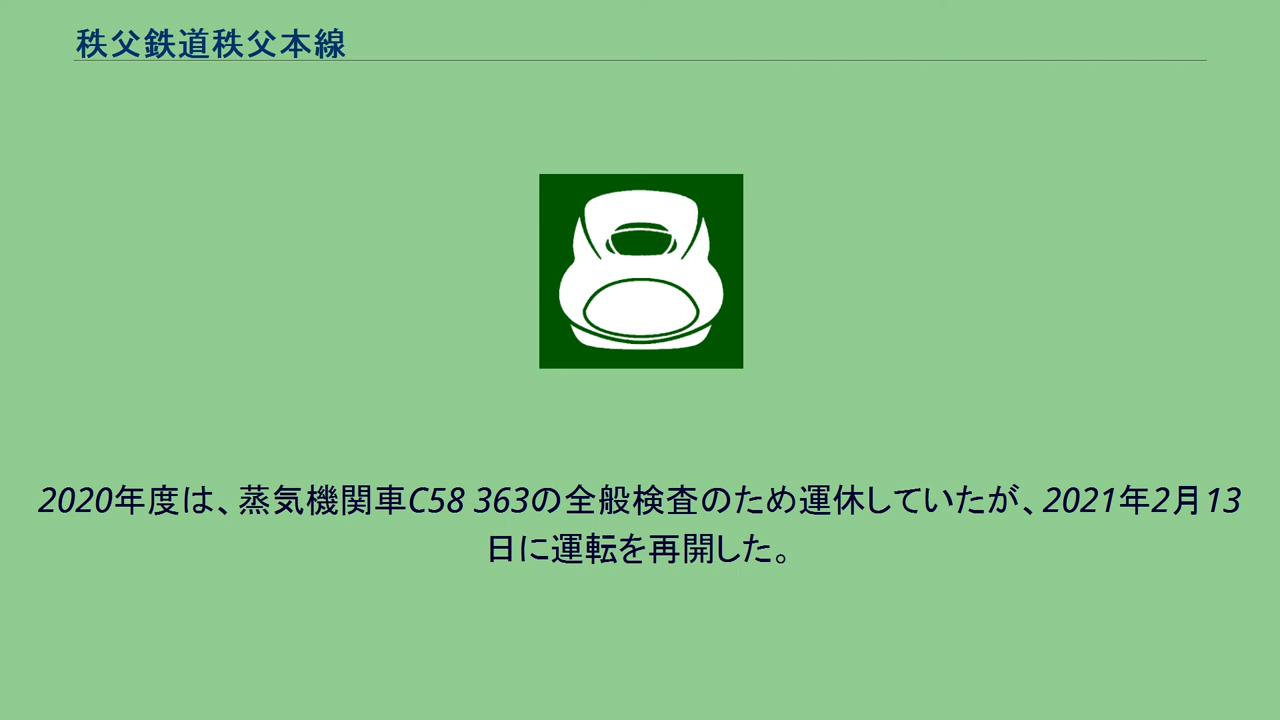 秩父鉄道秩父本線
2020年度は、蒸気機関車C58 363の全般検査のため運休していたが、2021年2月13
日に運転を再開した。